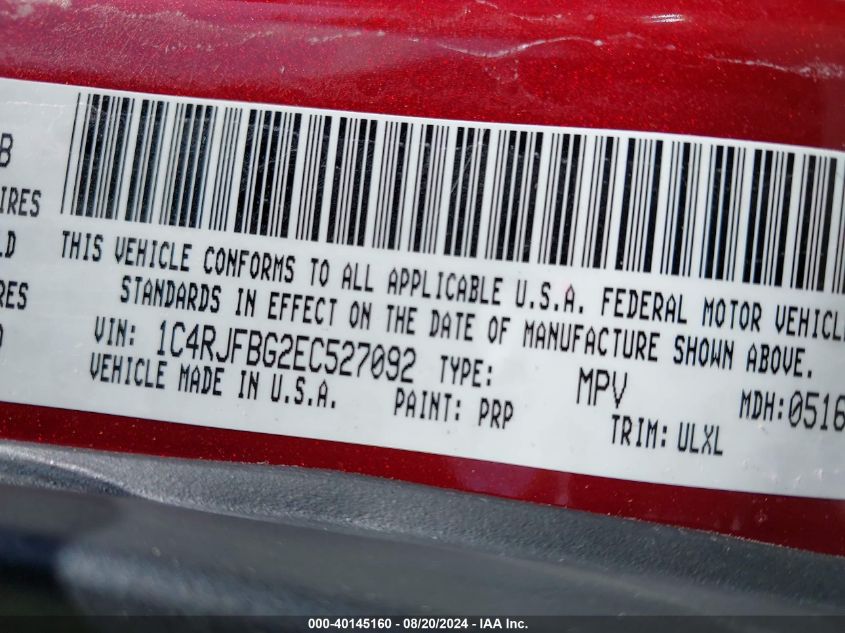 B
IRES
LD
RES
THIS VEHICLE CONFORMS TO ALL APPLICABLE U.S.A. FEDERAL MOTOR VEHICL
STANDARDS IN EFFECT ON THE DATE OF MANUFACTURE SHOWN ABOVE.
VIN: 1C4RJFBG2EC527092 TYPE: MPV MDH:0516
VEHICLE MADE IN U.S.A. PAINT: PRP TRIM: ULXL
000-40145160 - 08/20/2024 - IAA Inc.